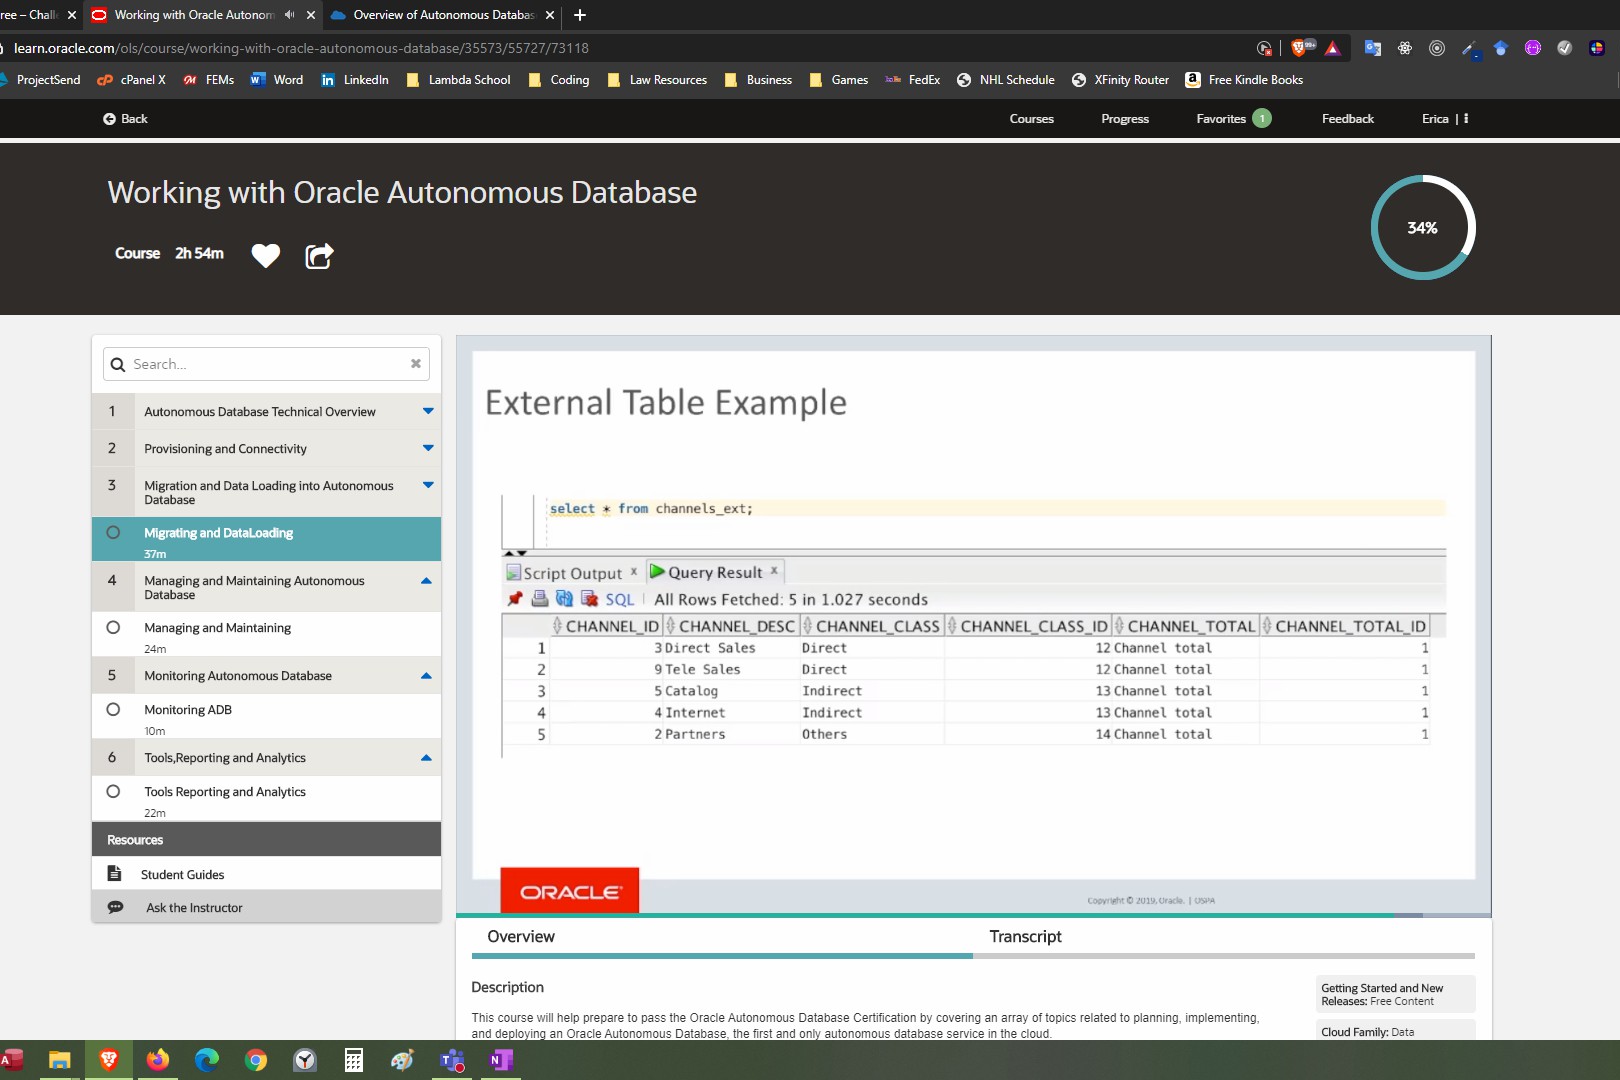 ree – Chall
Working with Oracle Autonom
Overview of Autonomous Databas
learn.oracle.com/ols/course/working-with-oracle-autonomous-database/35573/55727/73118
99+
ProjectSend
cPanel X
FEMs
Word
LinkedIn
Lambda School
Coding
Law Resources
Business
Games
FedEx
NHL Schedule
XFinity Router
Free Kindle Books
Back
Courses
Progress
Favorites 1
Feedback
Erica |
Working with Oracle Autonomous Database
Course 2h 54m
34%
Search...
1 Autonomous Database Technical Overview
2 Provisioning and Connectivity
3 Migration and Data Loading into Autonomous
Database
Migrating and DataLoading
37m
4 Managing and Maintaining Autonomous
Database
Managing and Maintaining
24m
5 Monitoring Autonomous Database
Monitoring ADB
10m
6 Tools,Reporting and Analytics
Tools Reporting and Analytics
22m
Resources
Student Guides
Ask the Instructor
External Table Example
select * from channels_ext;
Script Output x Query Result x
SQL | All Rows Fetched: 5 in 1.027 seconds
CHANNEL_ID CHANNEL_DESC CHANNEL_CLASS CHANNEL_CLASS_ID CHANNEL_TOTAL CHANNEL_TOTAL_ID
1 3 Direct Sales Direct 12 Channel total 1
2 9 Tele Sales Direct 12 Channel total 1
3 5 Catalog Indirect 13 Channel total 1
4 4 Internet Indirect 13 Channel total 1
5 2 Partners Others 14 Channel total 1
ORACLE
Copyright © 2019, Oracle. | OSPA
Overview
Transcript
Description
This course will help prepare to pass the Oracle Autonomous Database Certification by covering an array of topics related to planning, implementing,
and deploying an Oracle Autonomous Database, the first and only autonomous database service in the cloud.
Getting Started and New
Releases: Free Content
Cloud Family: Data